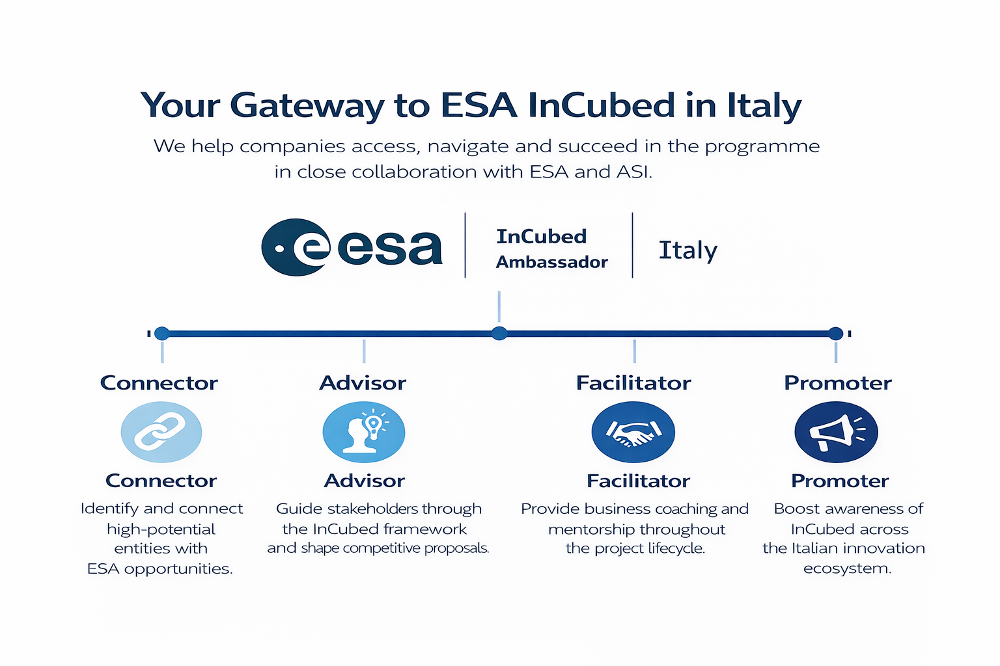 Your Gateway to ESA InCubed in Italy
We help companies access, navigate and succeed in the programme
in close collaboration with ESA and ASI.
esa
InCubed
Ambassador
Italy
Connector
Advisor
Facilitator
Promoter
Connector
Identify and connect
high-potential
entities with
ESA opportunities.
Advisor
Guide stakeholders through
the InCubed framework
and shape competitive proposals.
Facilitator
Provide business coaching and
mentorship throughout
the project lifecycle.
Promoter
Boost awareness of
InCubed across
the Italian innovation
ecosystem.